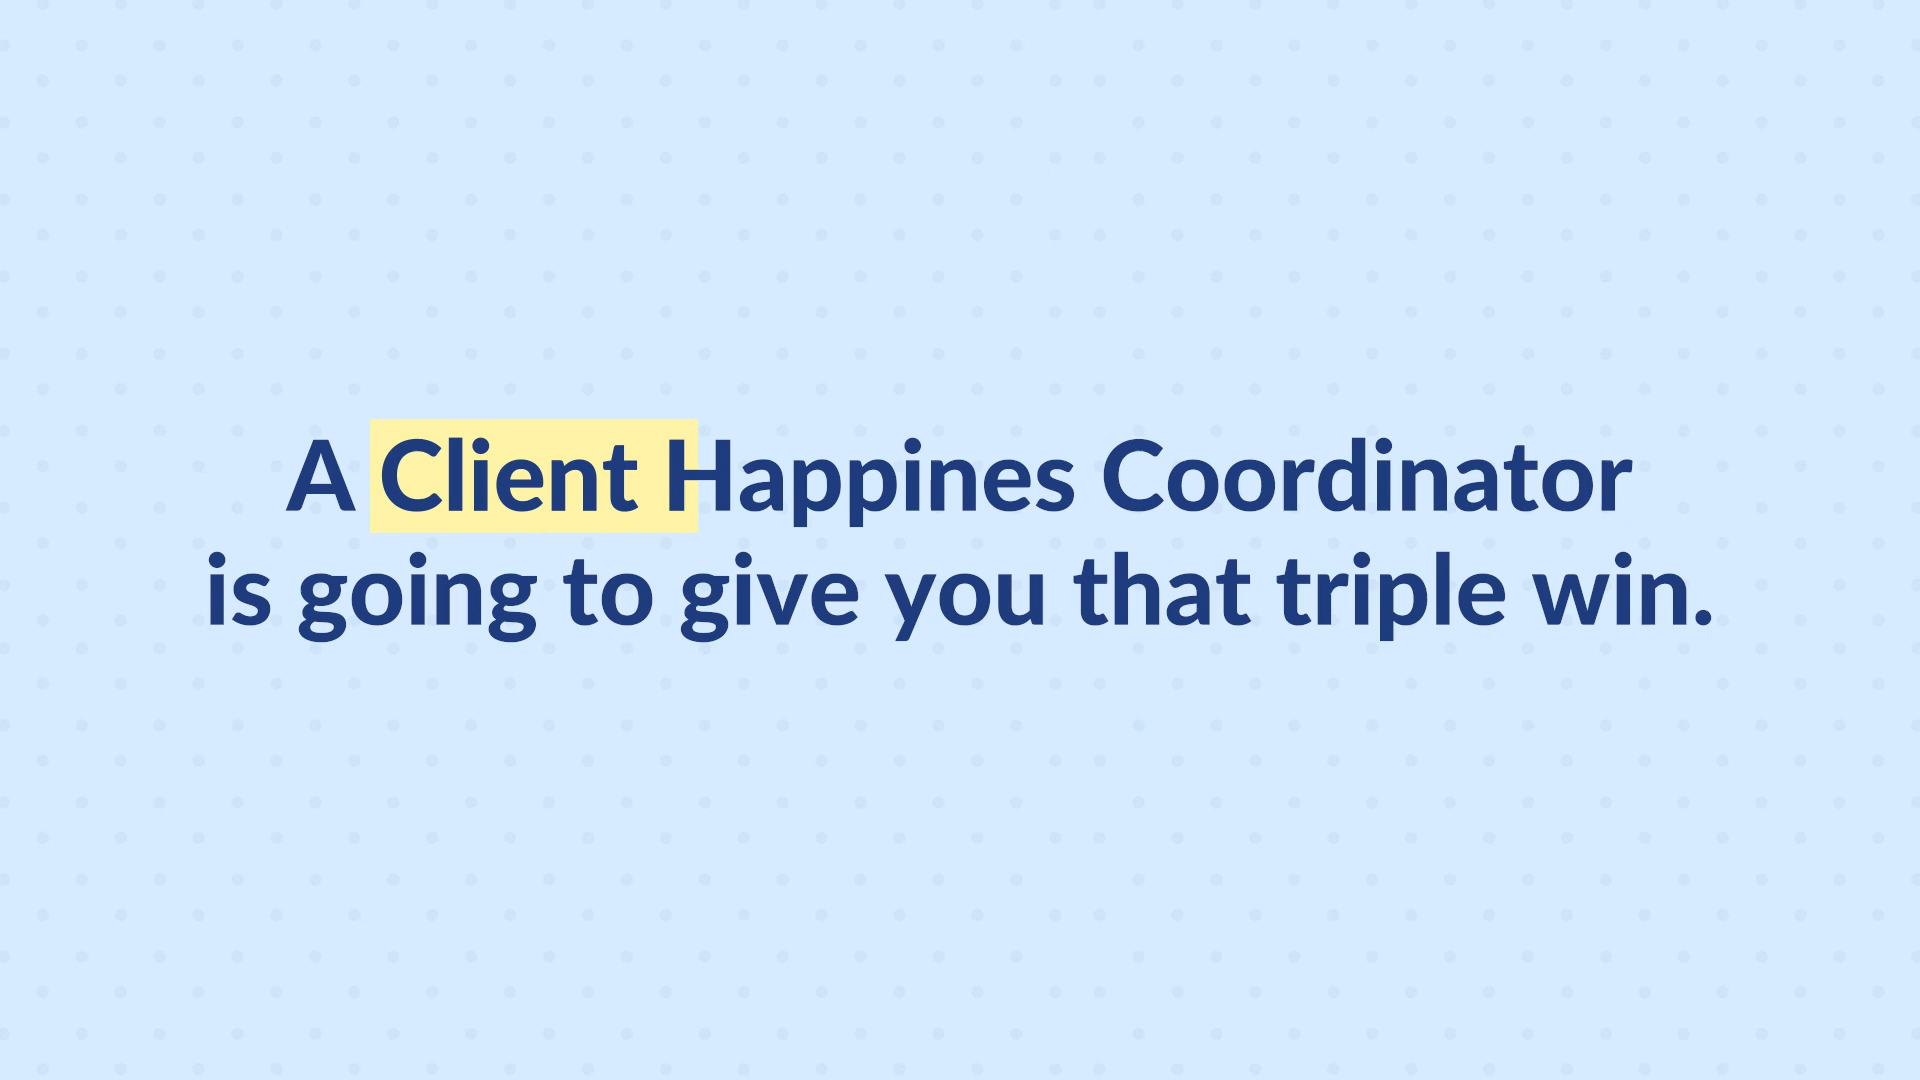 A Client Happines Coordinator
is going to give you that triple win.